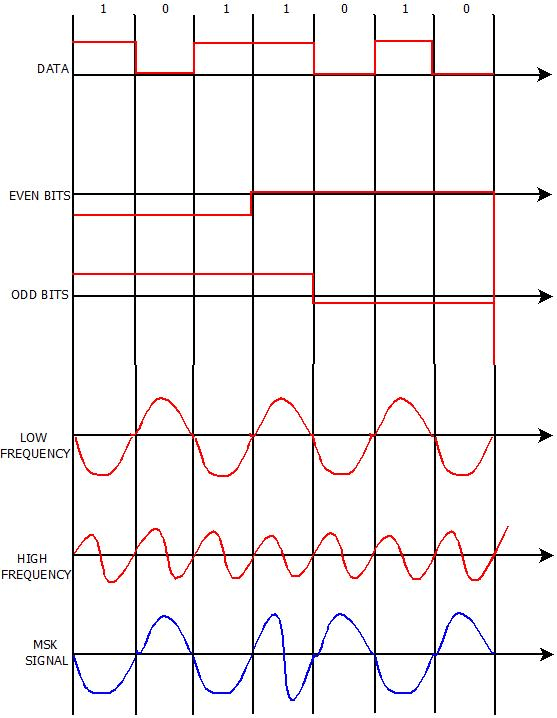 1 0 1 1 0 1 0
DATA
EVEN BITS
ODD BITS
LOW
FREQUENCY
HIGH
FREQUENCY
MSK
SIGNAL